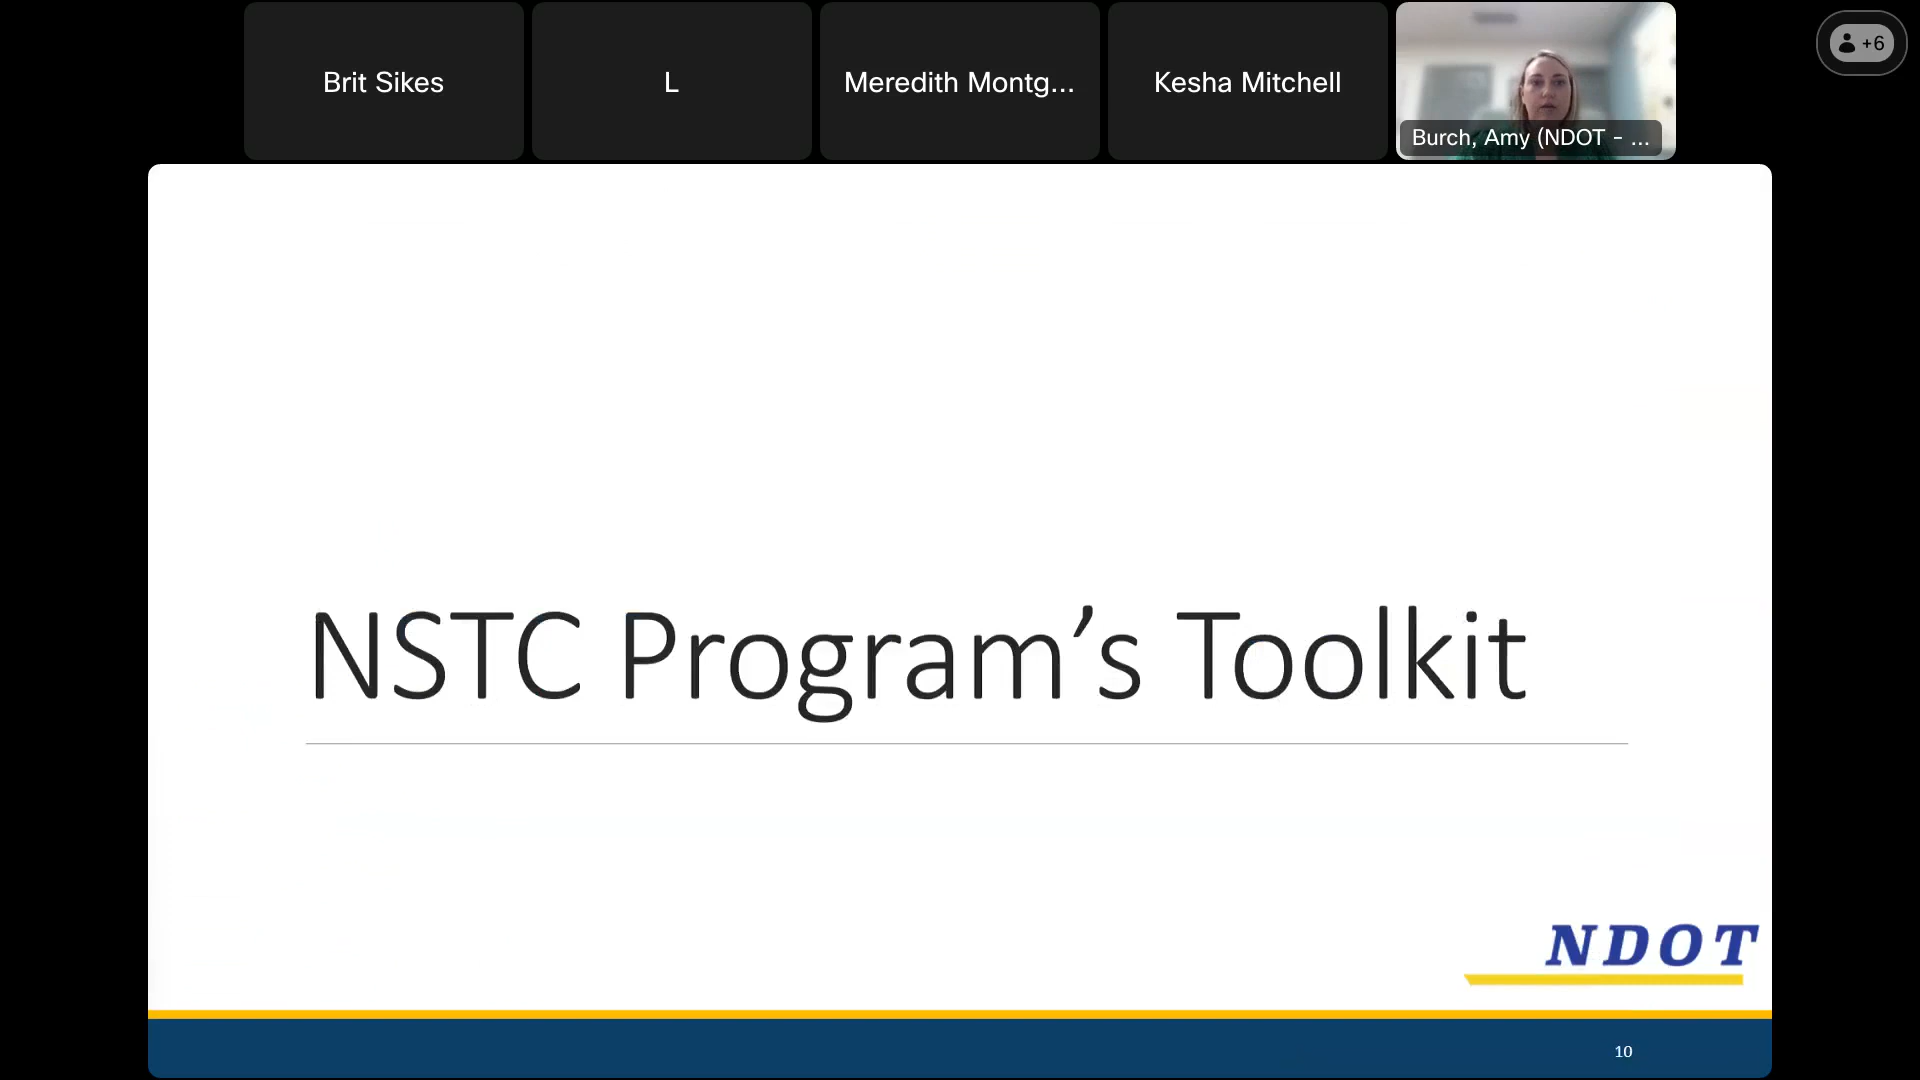 Brit Sikes
L
Meredith Montg...
Kesha Mitchell
Burch, Amy (NDOT - ...
+6
NSTC Program’s Toolkit
NDOT
10